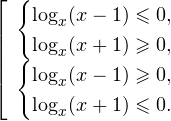 log_x(x − 1) ⩽ 0,
log_x(x + 1) ⩾ 0,
log_x(x − 1) ⩾ 0,
log_x(x + 1) ⩽ 0.